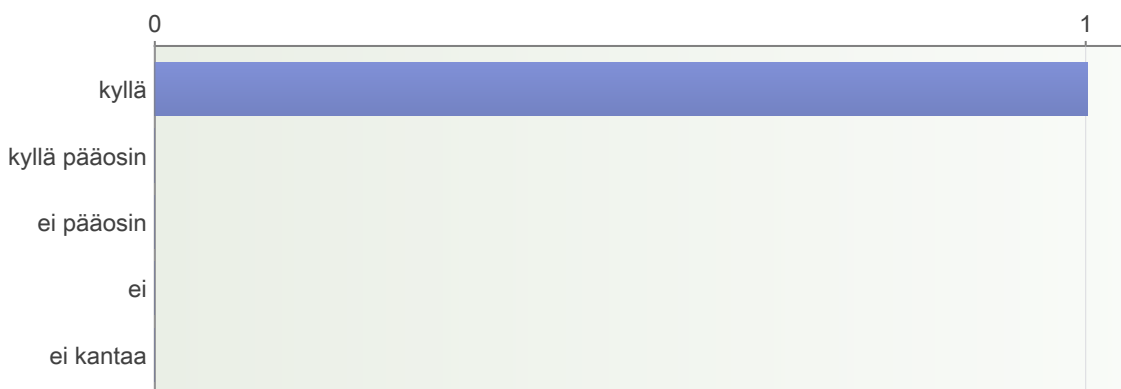 0 1
kyllä
kyllä pääosin
ei pääosin
ei
ei kantaa